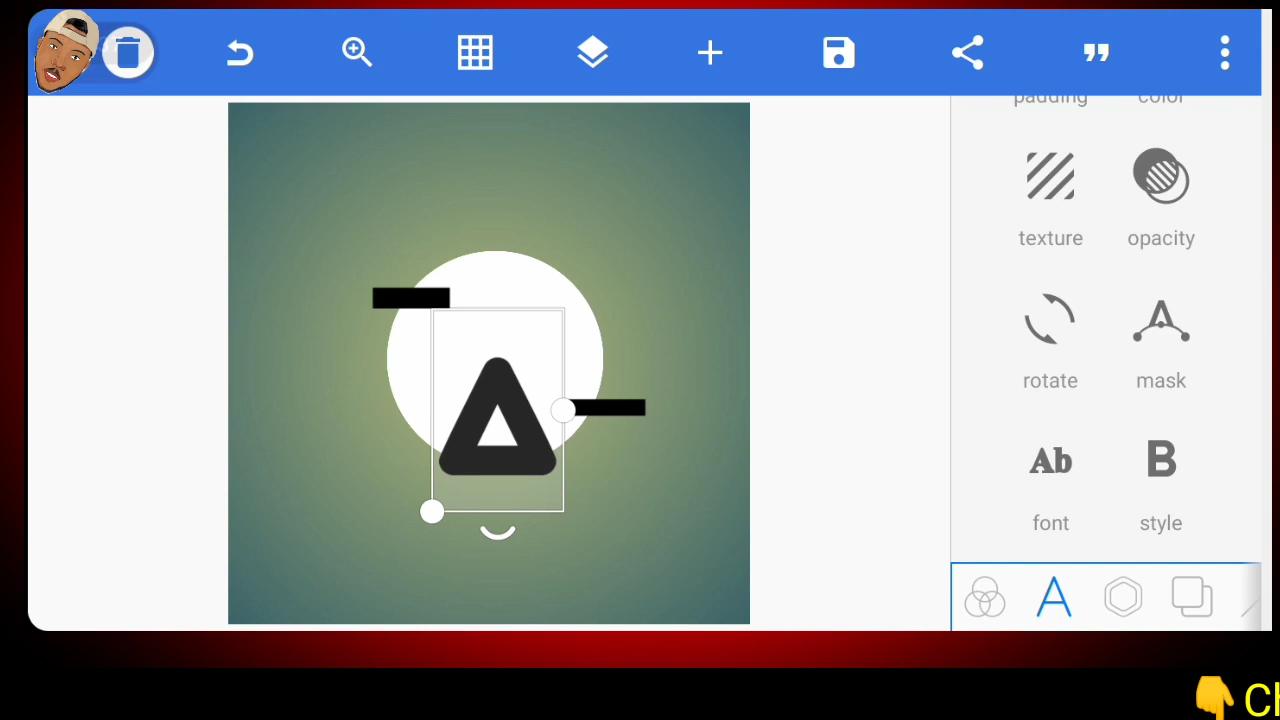 padding color
texture opacity
rotate mask
Ab B
font style
A